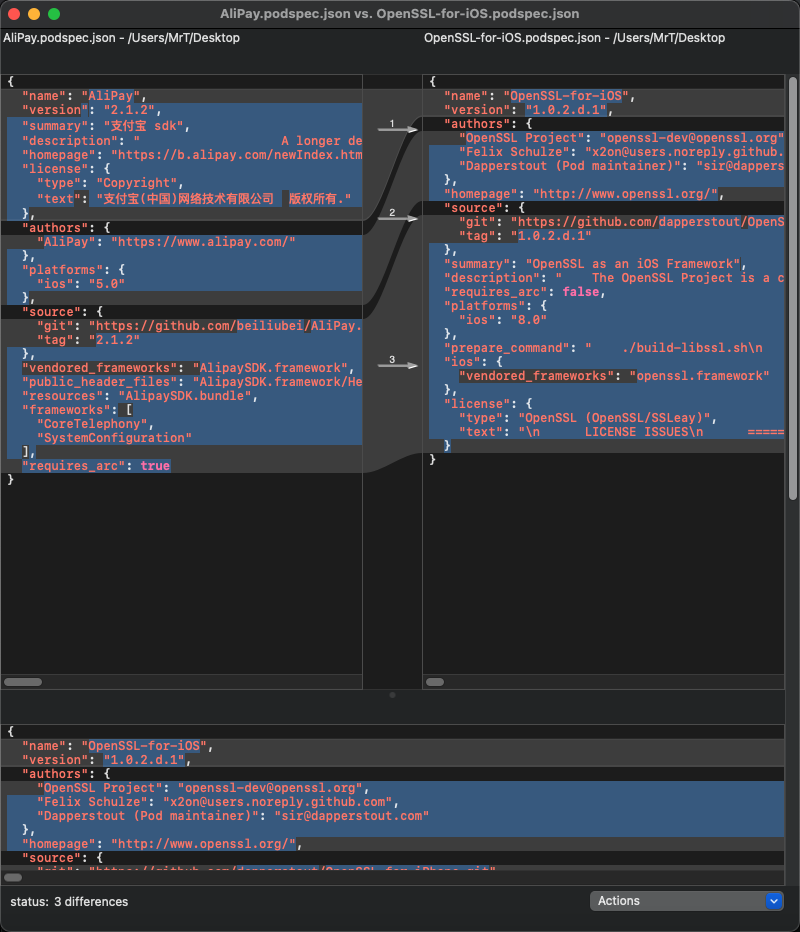 AliPay.podspec.json vs. OpenSSL-for-iOS.podspec.json
AliPay.podspec.json - /Users/MrT/Desktop
OpenSSL-for-iOS.podspec.json - /Users/MrT/Desktop
{
"name": "AliPay",
"version": "2.1.2",
"summary": "支付宝 sdk",
"description": " A longer de
"homepage": "https://b.alipay.com/newIndex.htm
"license": {
"type": "Copyright",
"text": "支付宝(中国)网络技术有限公司 版权所有."
},
"authors": {
"AliPay": "https://www.alipay.com/"
},
"platforms": {
"ios": "5.0"
},
"source": {
"git": "https://github.com/beiliubei/AliPay.
"tag": "2.1.2"
},
"vendored_frameworks": "AlipaySDK.framework",
"public_header_files": "AlipaySDK.framework/He
"resources": "AlipaySDK.bundle",
"frameworks": [
"CoreTelephony",
"SystemConfiguration"
],
"requires_arc": true
}
1
2
3
{
"name": "OpenSSL-for-iOS",
"version": "1.0.2.d.1",
"authors": {
"OpenSSL Project": "openssl-dev@openssl.org"
"Felix Schulze": "x2on@users.noreply.github.
"Dapperstout (Pod maintainer)": "sir@dappers
},
"homepage": "http://www.openssl.org/",
"source": {
"git": "https://github.com/dapperstout/OpenS
"tag": "1.0.2.d.1"
},
"summary": "OpenSSL as an iOS Framework",
"description": " The OpenSSL Project is a c
"requires_arc": false,
"platforms": {
"ios": "8.0"
},
"prepare_command": " ./build-libssl.sh\n
"ios": {
"vendored_frameworks": "openssl.framework"
},
"license": {
"type": "OpenSSL (OpenSSL/SSLeay)",
"text": "\n LICENSE ISSUES\n =====
}
}
{
"name": "OpenSSL-for-iOS",
"version": "1.0.2.d.1",
"authors": {
"OpenSSL Project": "openssl-dev@openssl.org",
"Felix Schulze": "x2on@users.noreply.github.com",
"Dapperstout (Pod maintainer)": "sir@dapperstout.com"
},
"homepage": "http://www.openssl.org/",
"source": {
"git": "https://github.com/dapperstout/OpenSSL-for-iPhone.git"
status: 3 differences
Actions